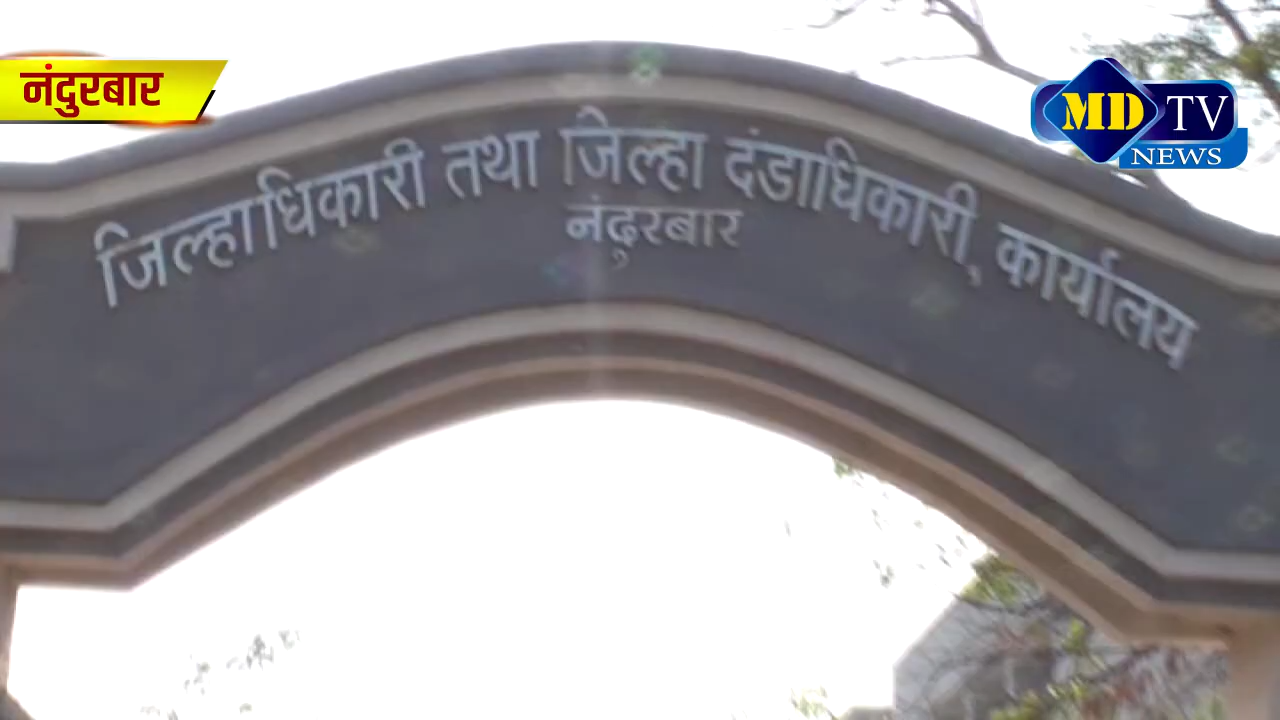 नंदुरबार
MD TV
NEWS
जिल्हाधिकारी तथा जिल्हा दंडाधिकारी, कार्यालय
नंदुरबार